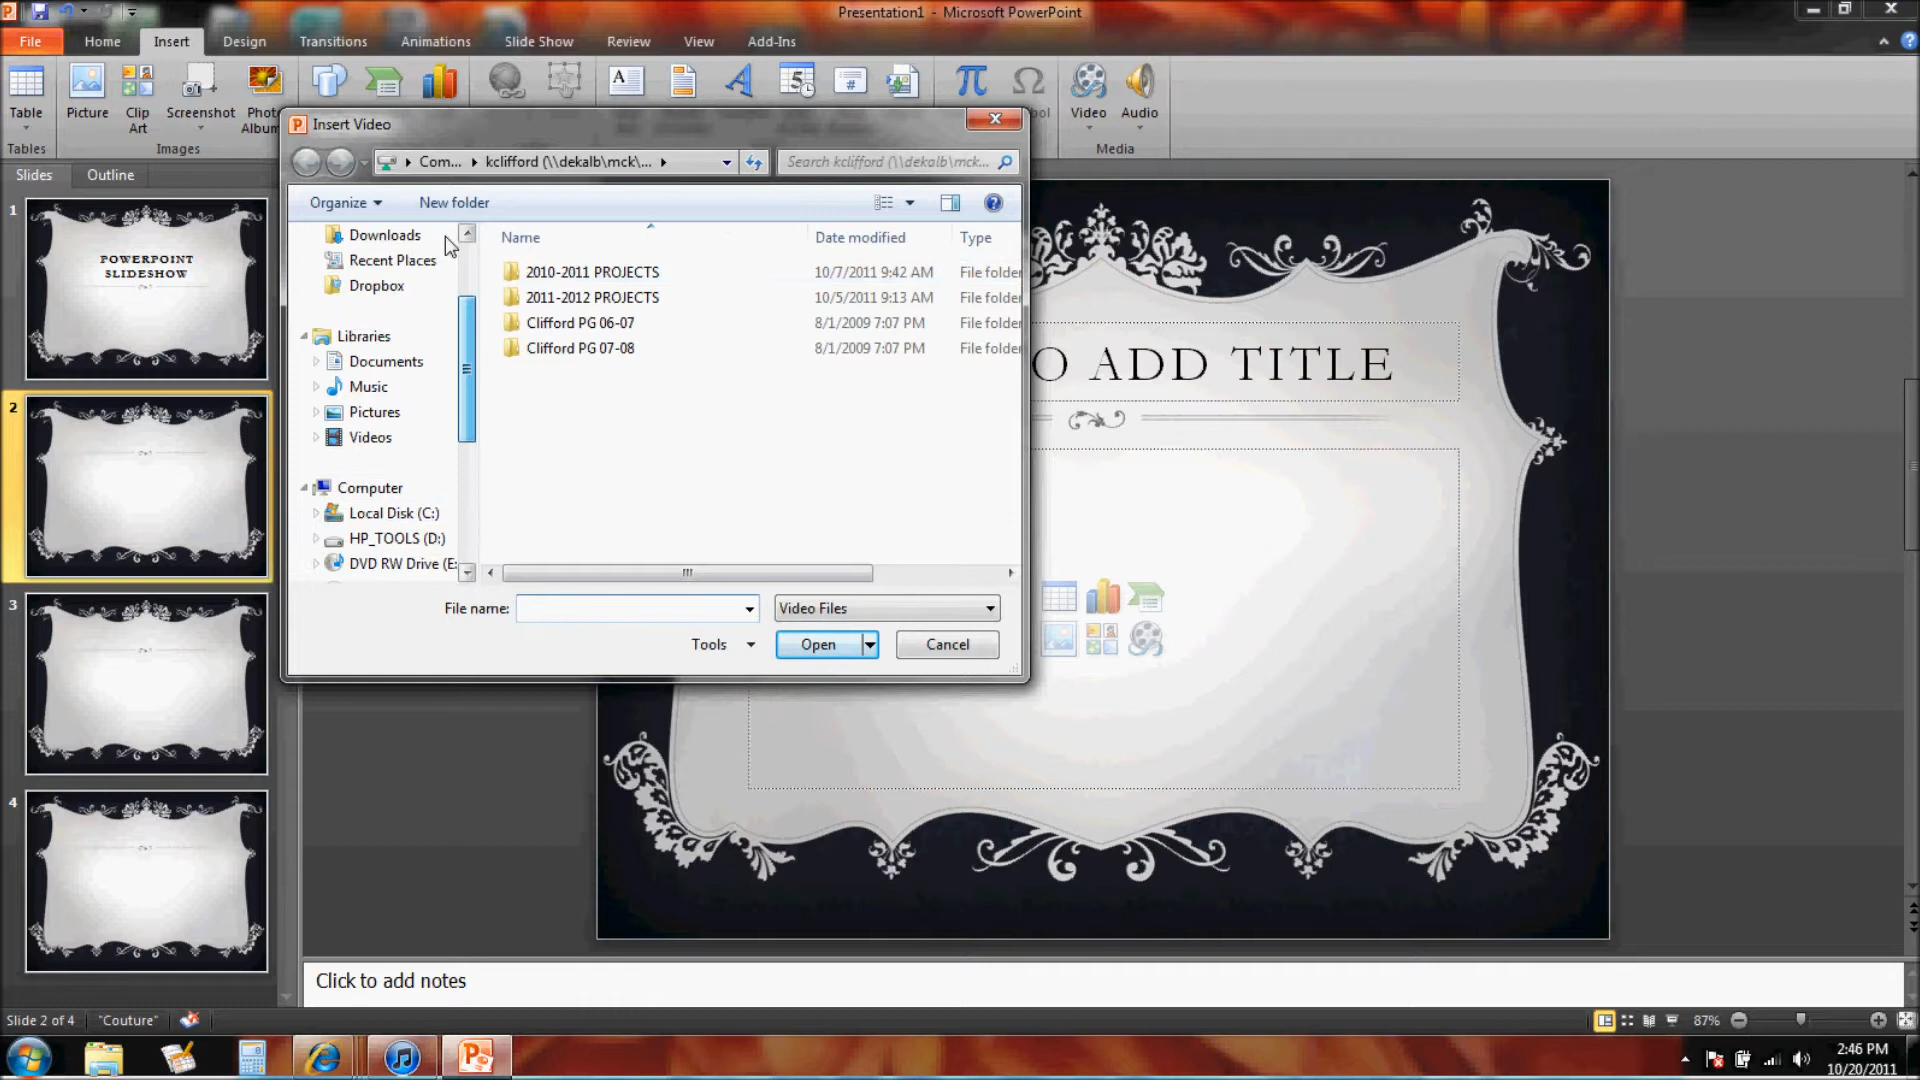 Presentation1 - Microsoft PowerPoint
File Home Insert Design Transitions Animations Slide Show Review View Add-Ins
Table Picture Clip Art Screenshot Photo Album Video Audio
Tables Images Media
Slides Outline
1
POWERPOINT
SLIDESHOW
2
3
4
Insert Video
Com... kclifford (\\dekalb\mck\... Search kclifford (\\dekalb\mck...
Organize New folder
Downloads
Recent Places
Dropbox
Libraries
Documents
Music
Pictures
Videos
Computer
Local Disk (C:)
HP_TOOLS (D:)
DVD RW Drive (E:
Name Date modified Type
2010-2011 PROJECTS 10/7/2011 9:42 AM File folder
2011-2012 PROJECTS 10/5/2011 9:13 AM File folder
Clifford PG 06-07 8/1/2009 7:07 PM File folder
Clifford PG 07-08 8/1/2009 7:07 PM File folder
File name: Video Files
Tools Open Cancel
O ADD TITLE
Click to add notes
Slide 2 of 4 "Couture" 87%
2:46 PM
10/20/2011